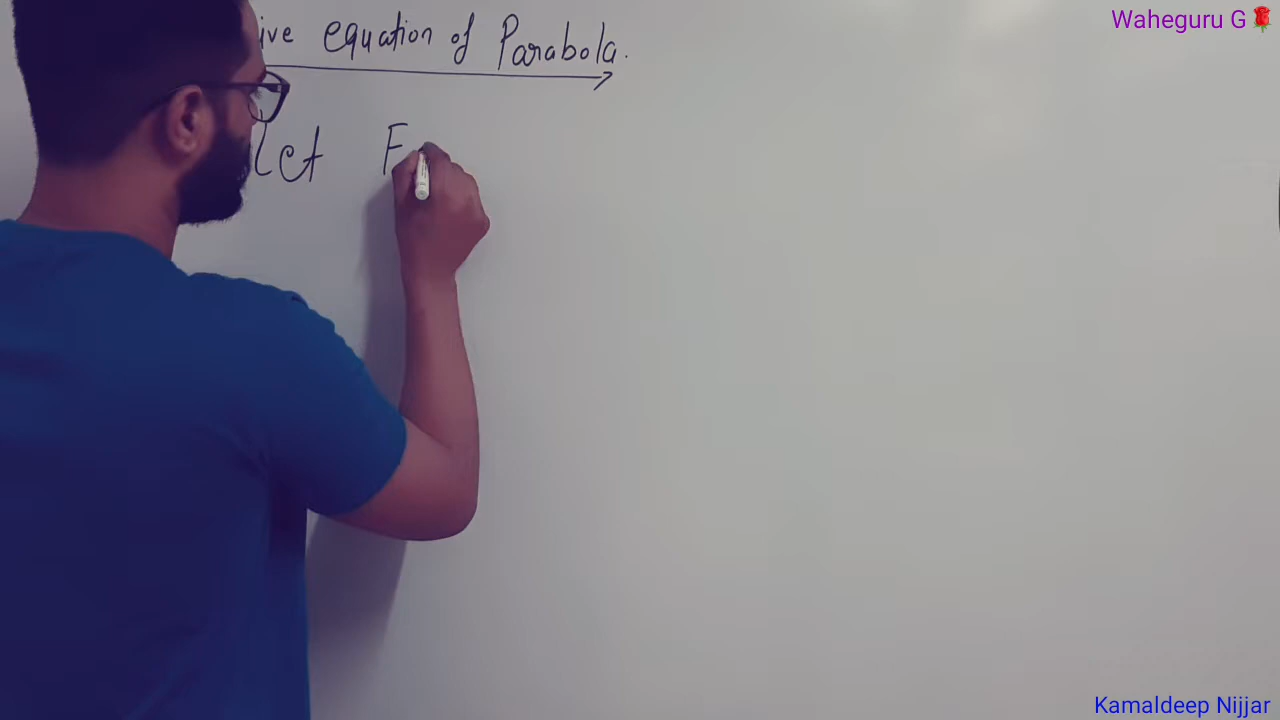 Waheguru G🌹
ive equation of Parabola.
Let F
Kamaldeep Nijjar